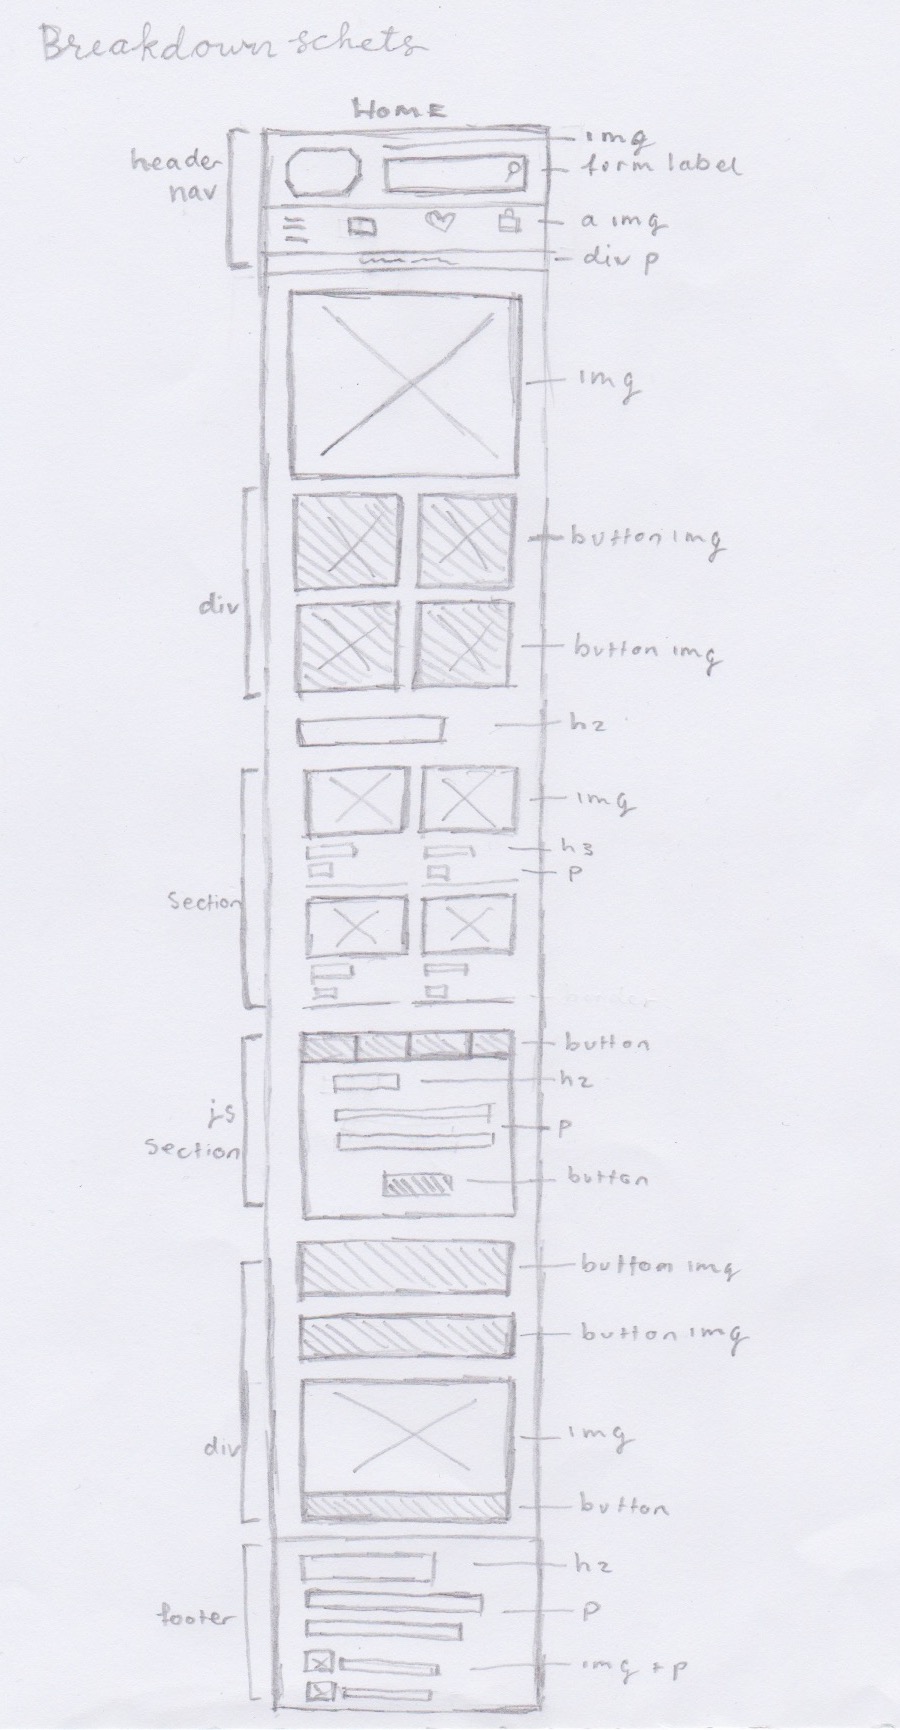 Breakdown schets
HOME
header
nav
img
form label
a img
div p
img
div
button img
button img
h2
section
img
h3
p
js
section
button
h2
p
button
div
button img
button img
img
button
footer
h2
p
img + p